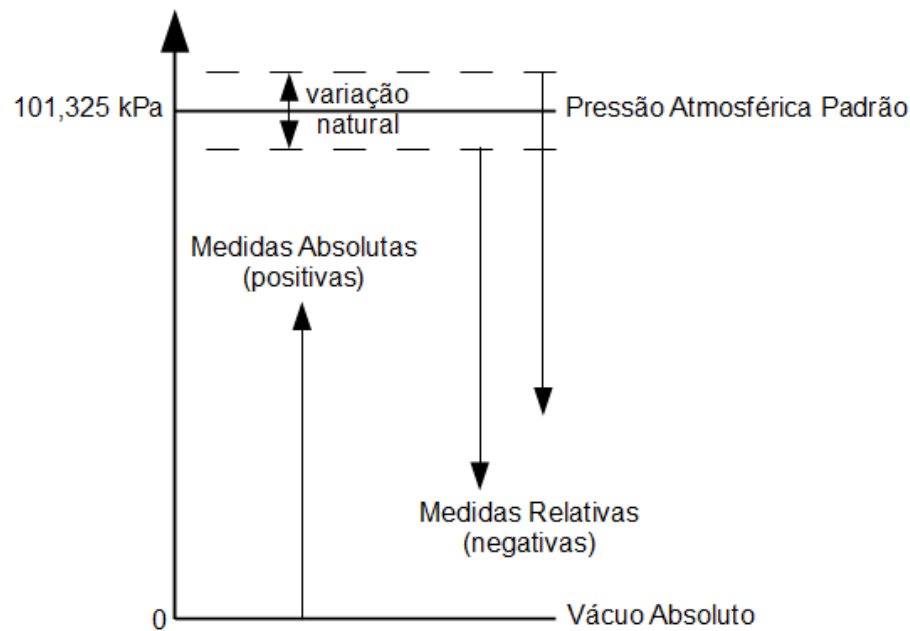 variação
101,325 kPa
Pressão Atmosférica Padrão
natural
Medidas Absolutas
(positivas)
Medidas Relativas
(negativas)
0
Vácuo Absoluto